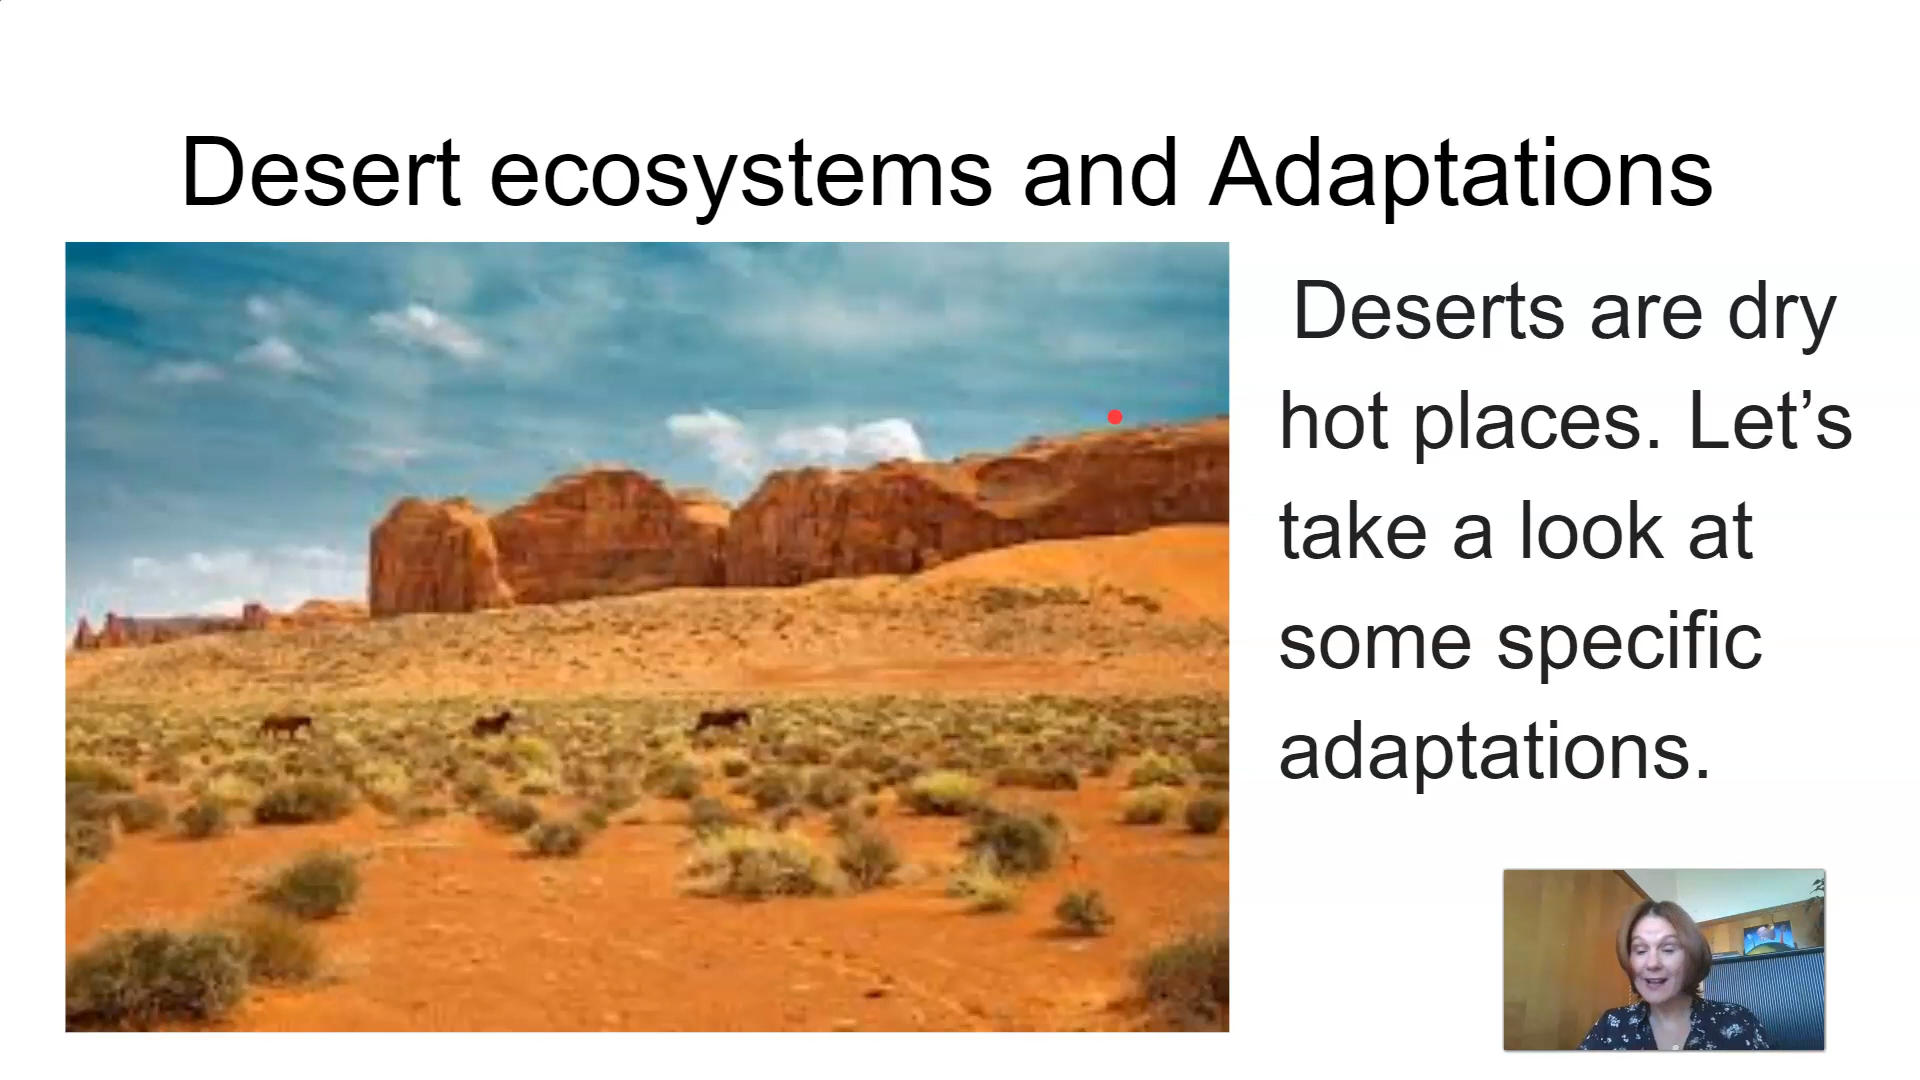 Desert ecosystems and Adaptations
Deserts are dry
hot places. Let’s
take a look at
some specific
adaptations.